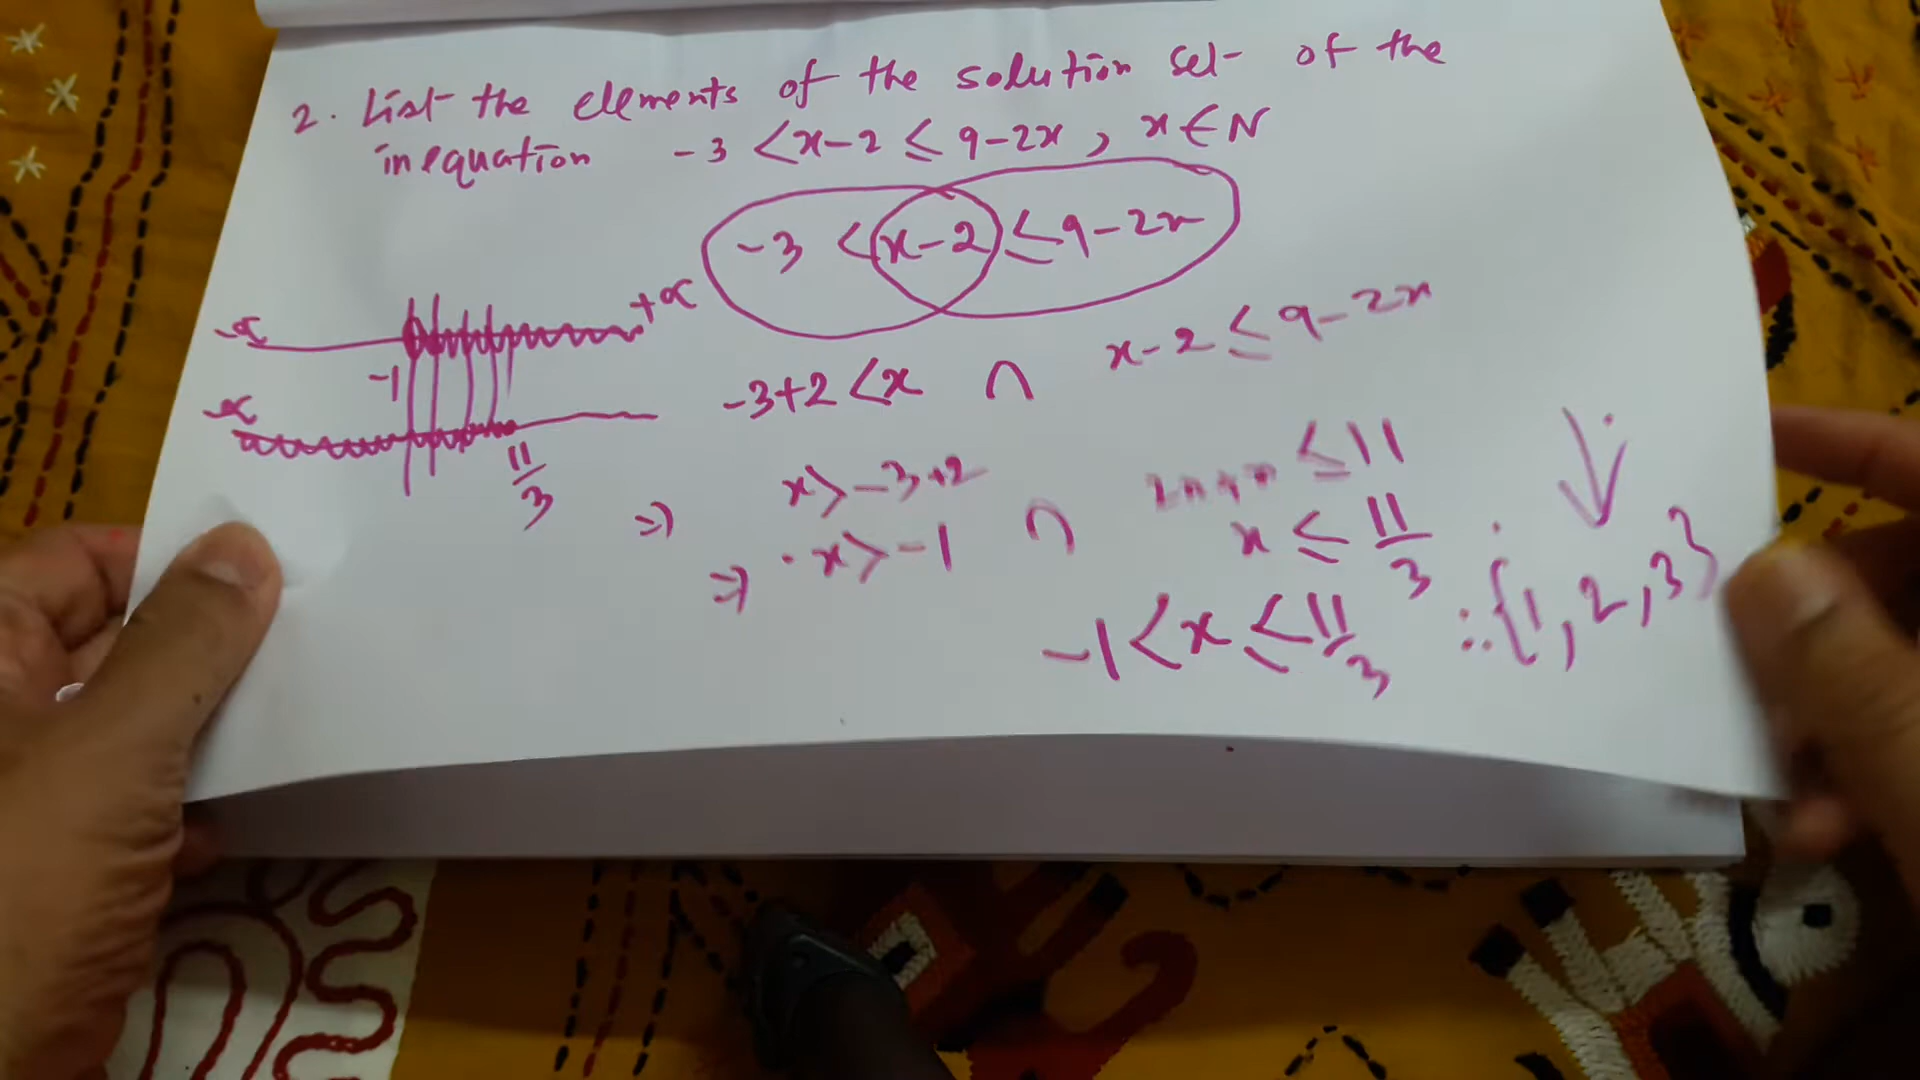 2. List the elements of the solution set of the
inequation -3 < x-2 ≤ 9-2x , x ∈ N
-3 < x-2 ≤ 9-2x
-∝ +∝
-1
-∝
11/3
-3+2 < x ∩ x-2 ≤ 9-2x
⇒ x > -3+2 2x+x ≤ 11
⇒ · x > -1 ∩ x ≤ 11/3
-1 < x ≤ 11/3 ∴ {1, 2, 3}